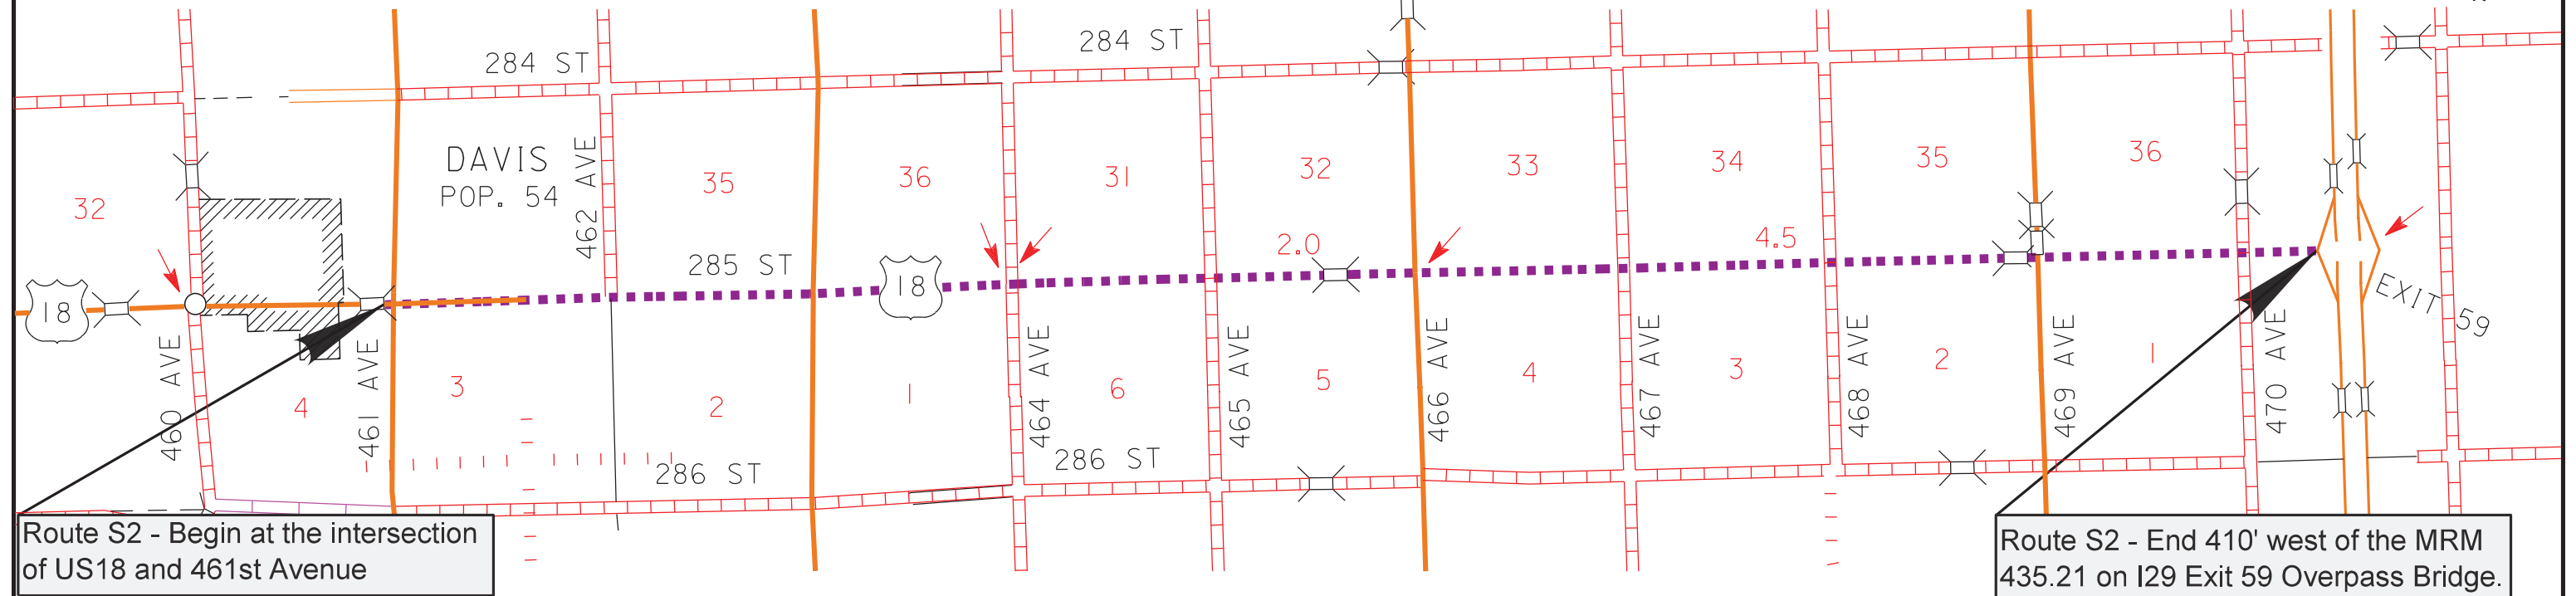 284 ST
284 ST
DAVIS
POP. 54
462 AVE
32
35
36
31
32
33
34
35
36
285 ST
2.0
4.5
18
18
EXIT 59
460 AVE
461 AVE
464 AVE
465 AVE
466 AVE
467 AVE
468 AVE
469 AVE
470 AVE
4
3
2
1
6
5
4
3
2
1
286 ST
286 ST
Route S2 - Begin at the intersection
of US18 and 461st Avenue
Route S2 - End 410' west of the MRM
435.21 on I29 Exit 59 Overpass Bridge.